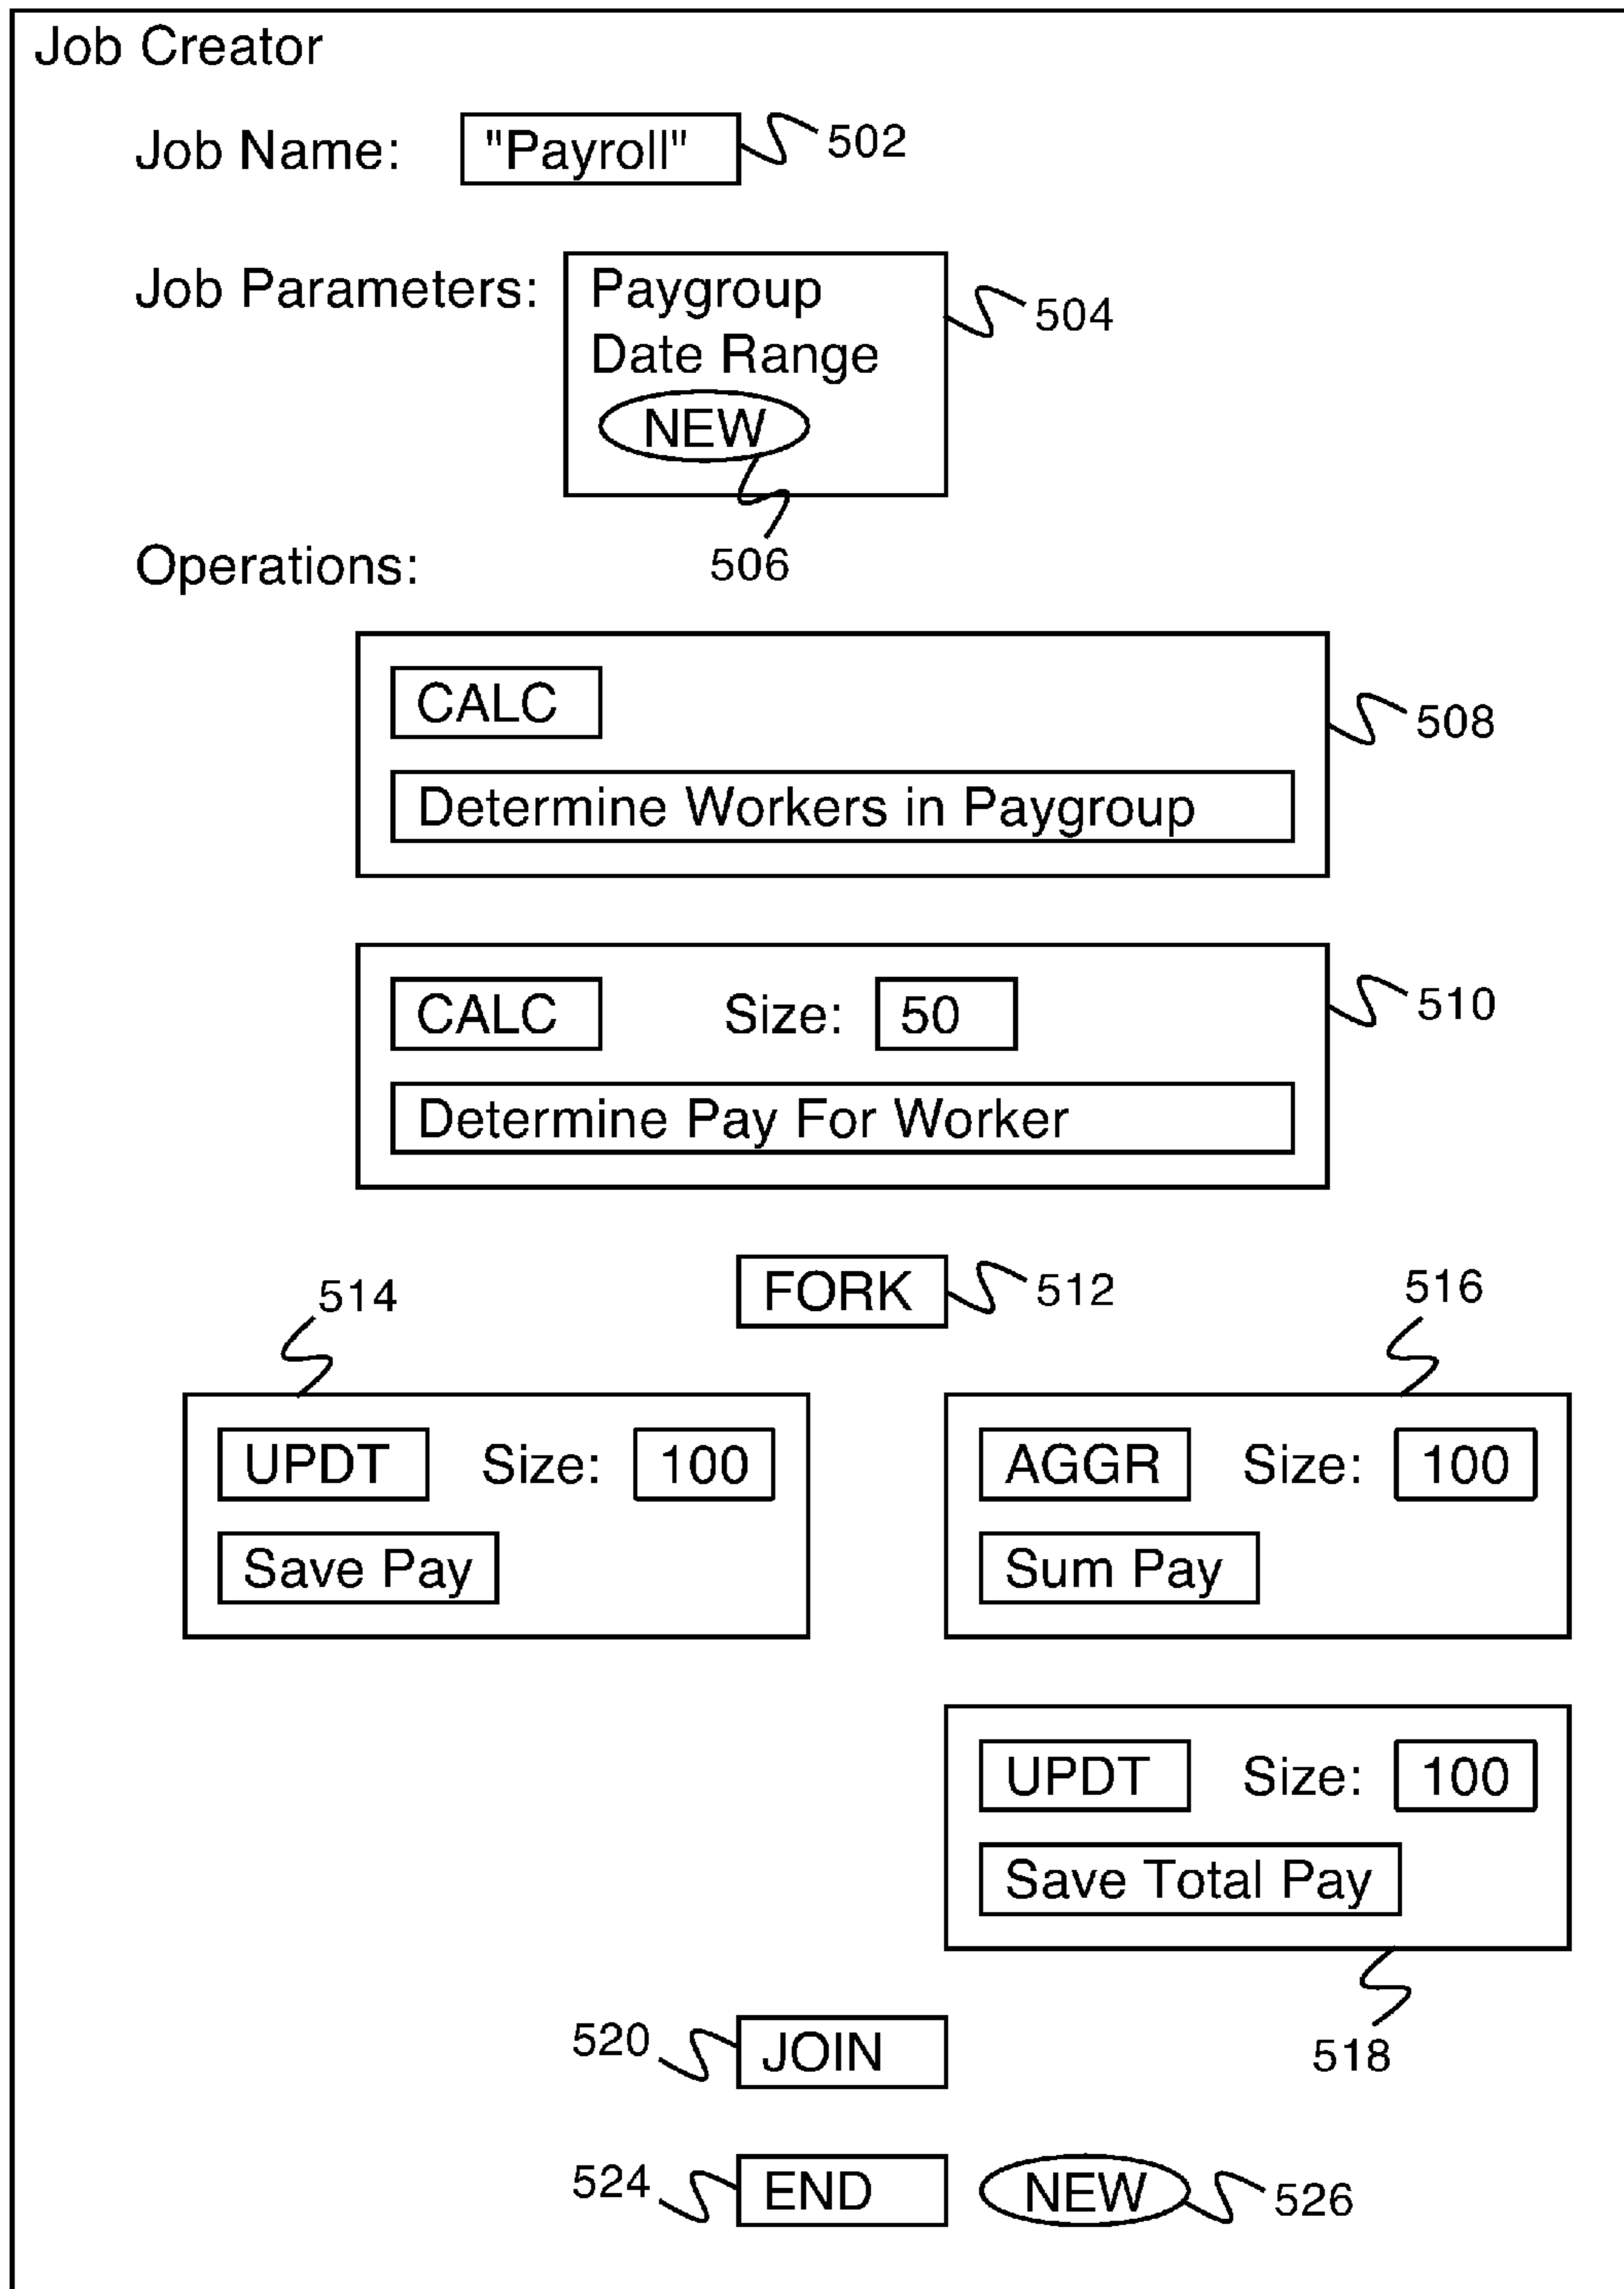 Job Creator
Job Name: "Payroll" 502
Job Parameters: Paygroup
Date Range
NEW
504
506
Operations:
CALC
Determine Workers in Paygroup
508
CALC Size: 50
Determine Pay For Worker
510
FORK 512
514
UPDT Size: 100
Save Pay
516
AGGR Size: 100
Sum Pay
UPDT Size: 100
Save Total Pay
518
520 JOIN
524 END NEW 526